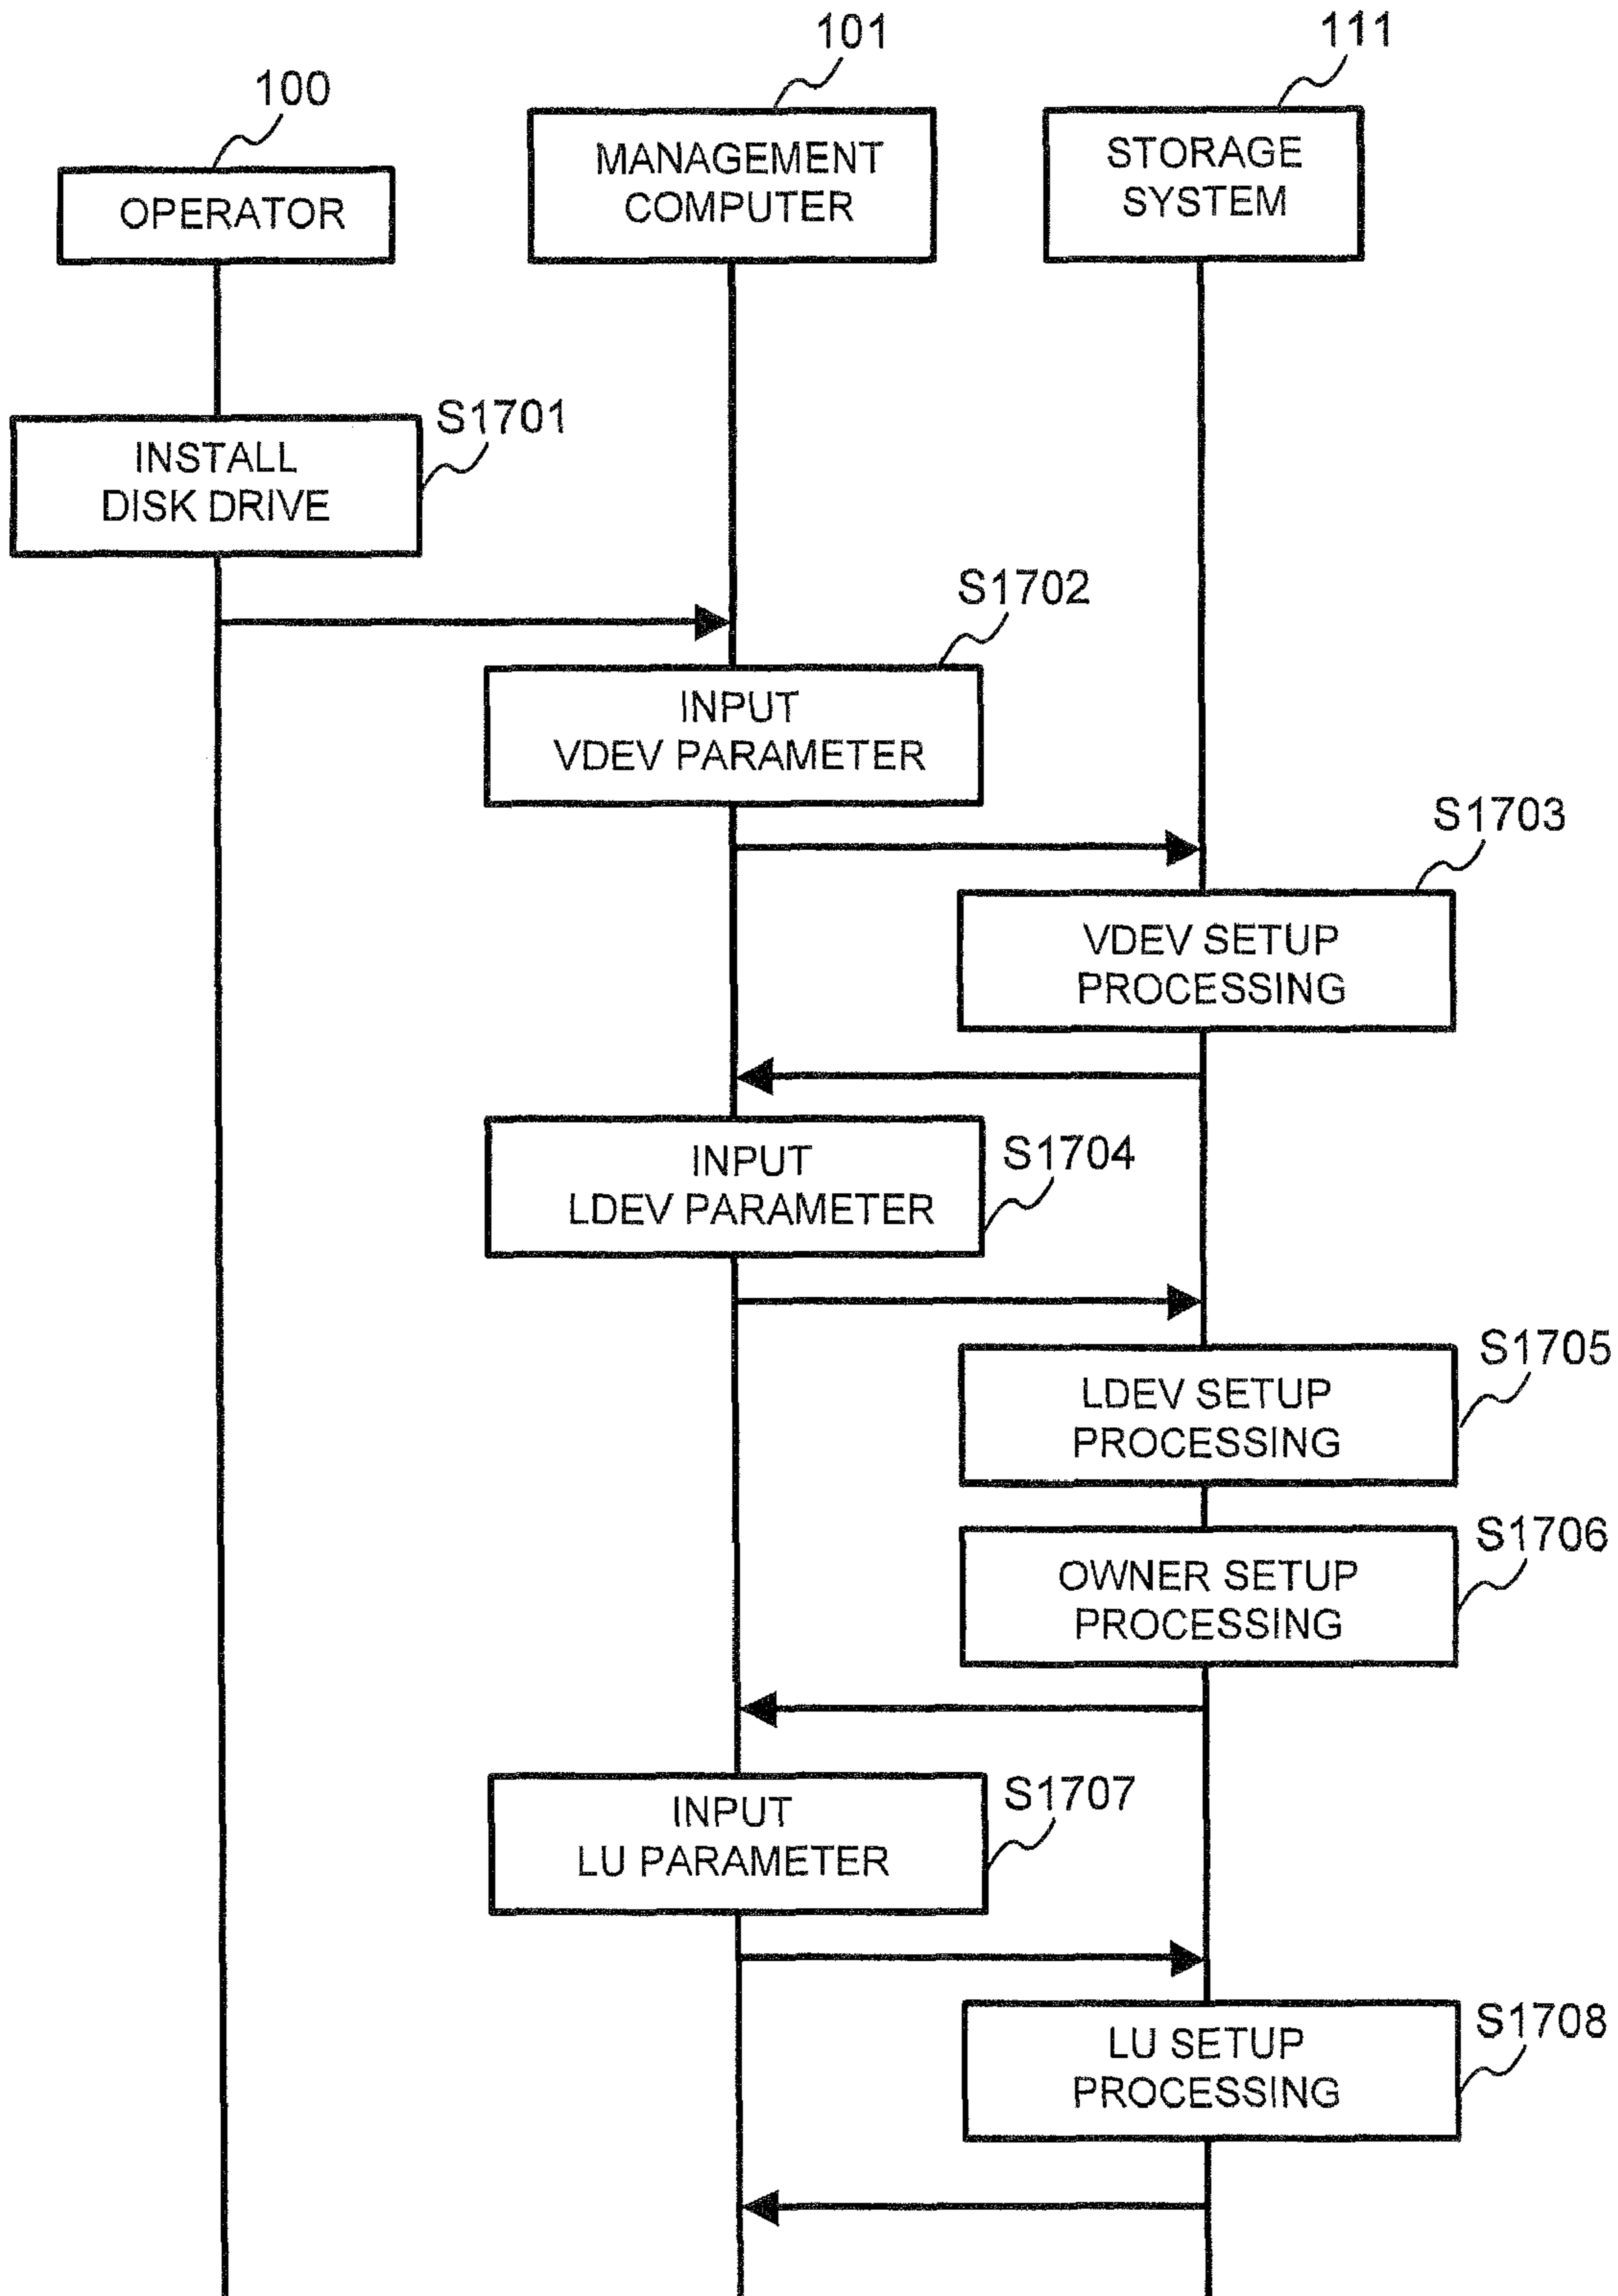 101
111
100
MANAGEMENT
COMPUTER
STORAGE
SYSTEM
OPERATOR
S1701
INSTALL
DISK DRIVE
S1702
INPUT
VDEV PARAMETER
S1703
VDEV SETUP
PROCESSING
S1704
INPUT
LDEV PARAMETER
S1705
LDEV SETUP
PROCESSING
S1706
OWNER SETUP
PROCESSING
S1707
INPUT
LU PARAMETER
S1708
LU SETUP
PROCESSING